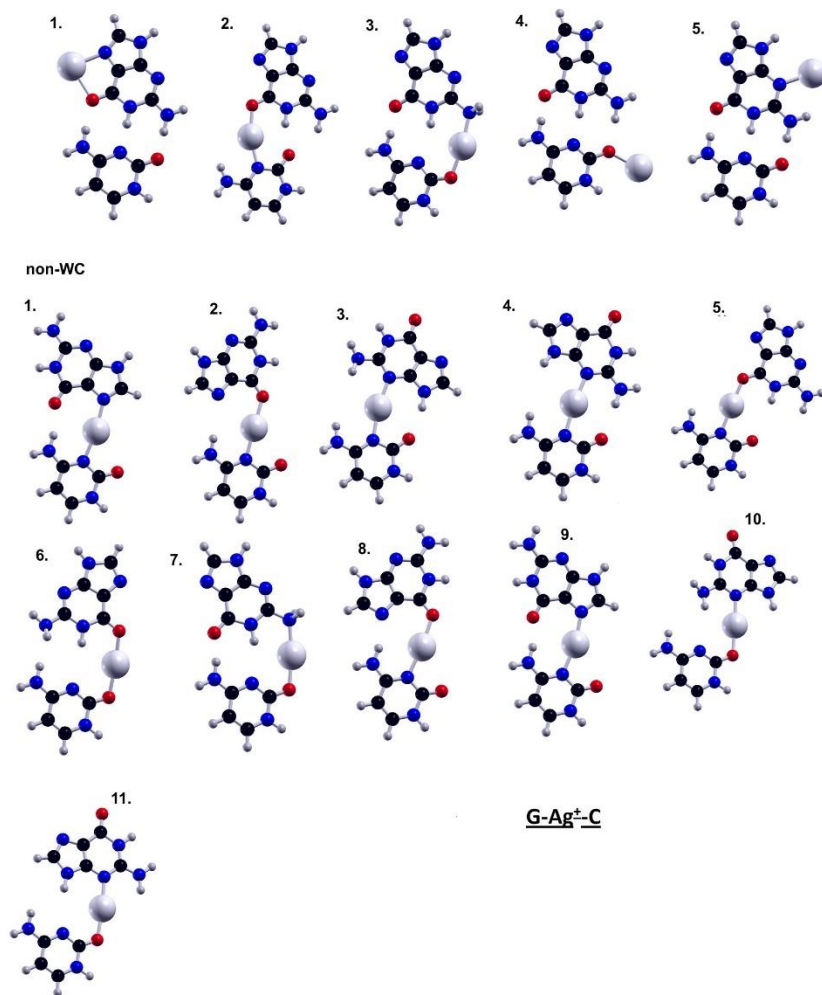 1. 2. 3. 4. 5.
non-WC
1. 2. 3. 4. 5.
6. 7. 8. 9. 10.
11.
G-Ag+-C